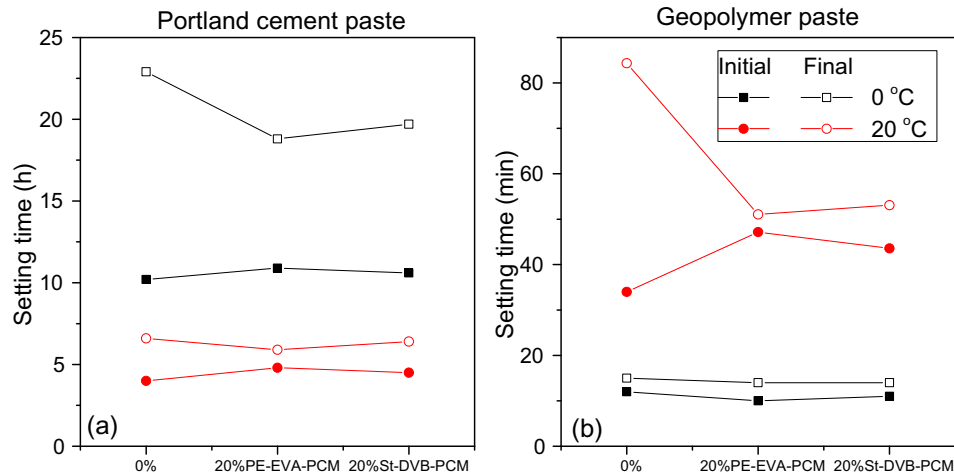 Portland cement paste
Geopolymer paste
25
20
15
10
5
0
Setting time (h)
(a)
0%
20%PE-EVA-PCM
20%St-DVB-PCM
80
60
40
20
0
Setting time (min)
Initial Final
0 °C
20 °C
(b)
0%
20%PE-EVA-PCM
20%St-DVB-PCM